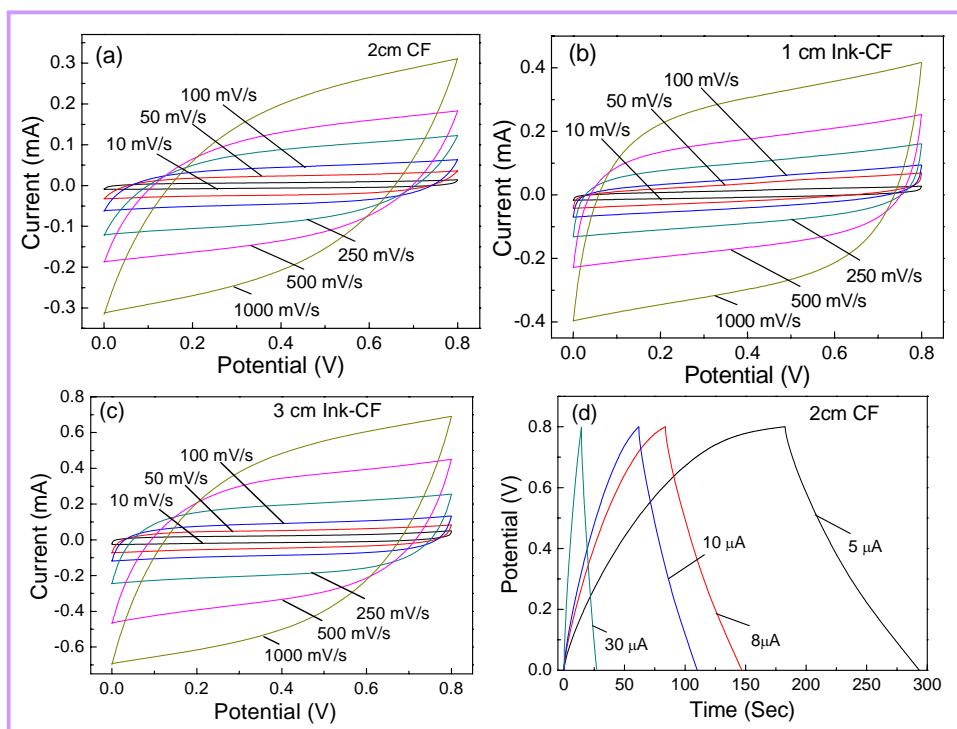 (a)
2cm CF
100 mV/s
50 mV/s
10 mV/s
250 mV/s
500 mV/s
1000 mV/s
0.3
0.2
0.1
0.0
-0.1
-0.2
-0.3
Current (mA)
0.0 0.2 0.4 0.6 0.8
Potential (V)
(b)
1 cm Ink-CF
100 mV/s
50 mV/s
10 mV/s
250 mV/s
500 mV/s
1000 mV/s
0.4
0.2
0.0
-0.2
-0.4
Current (mA)
0.0 0.2 0.4 0.6 0.8
Potential (V)
(c)
3 cm Ink-CF
100 mV/s
50 mV/s
10 mV/s
250 mV/s
500 mV/s
1000 mV/s
0.8
0.6
0.4
0.2
0.0
-0.2
-0.4
-0.6
Current (mA)
0.0 0.2 0.4 0.6 0.8
Potential (V)
(d)
2cm CF
5 μA
10 μA
8μA
30 μA
0.8
0.6
0.4
0.2
0.0
Potential (V)
0 50 100 150 200 250 300
Time (Sec)